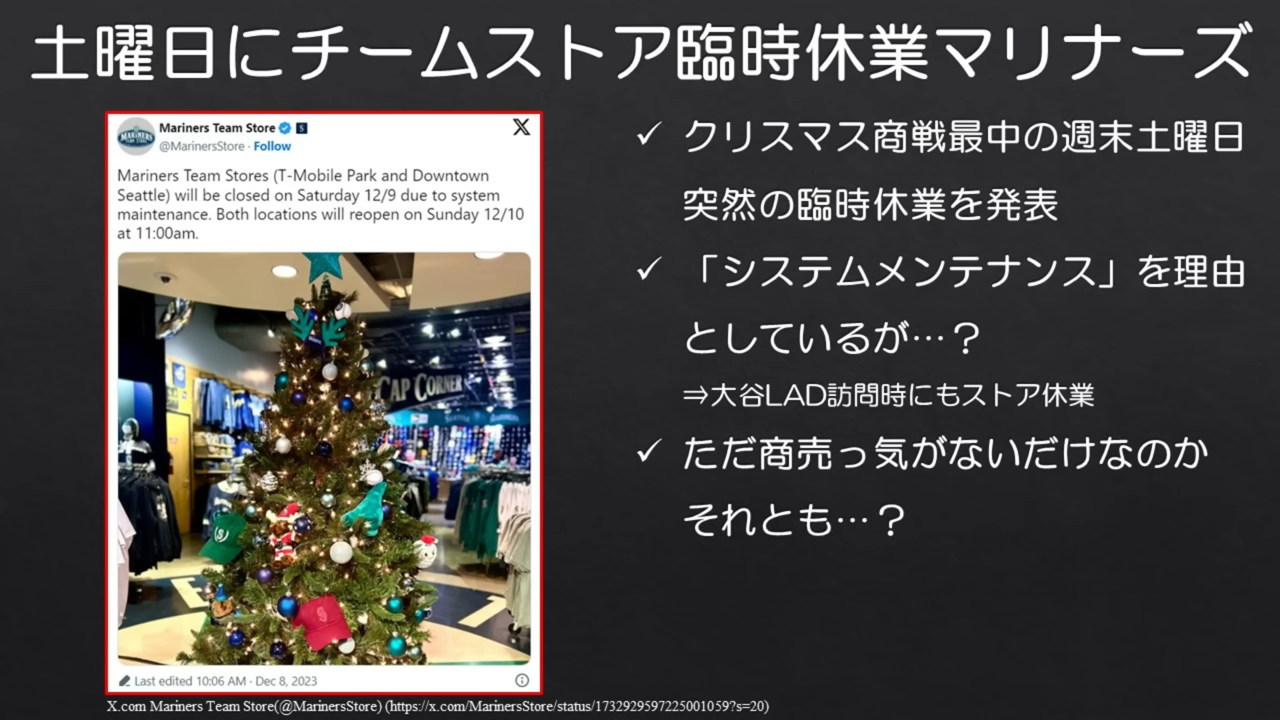 土曜日にチームストア臨時休業マリナーズ
Mariners Team Store
@MarinersStore · Follow
Mariners Team Stores (T-Mobile Park and Downtown
Seattle) will be closed on Saturday 12/9 due to system
maintenance. Both locations will reopen on Sunday 12/10
at 11:00am.
CAP CORNER
Last edited 10:06 AM · Dec 8, 2023
✓ クリスマス商戦最中の週末土曜日
突然の臨時休業を発表
✓ 「システムメンテナンス」を理由
としているが…？
⇒大谷LAD訪問時にもストア休業
✓ ただ商売っ気がないだけなのか
それとも…？
X.com Mariners Team Store(@MarinersStore) (https://x.com/MarinersStore/status/1732929597225001059?s=20)